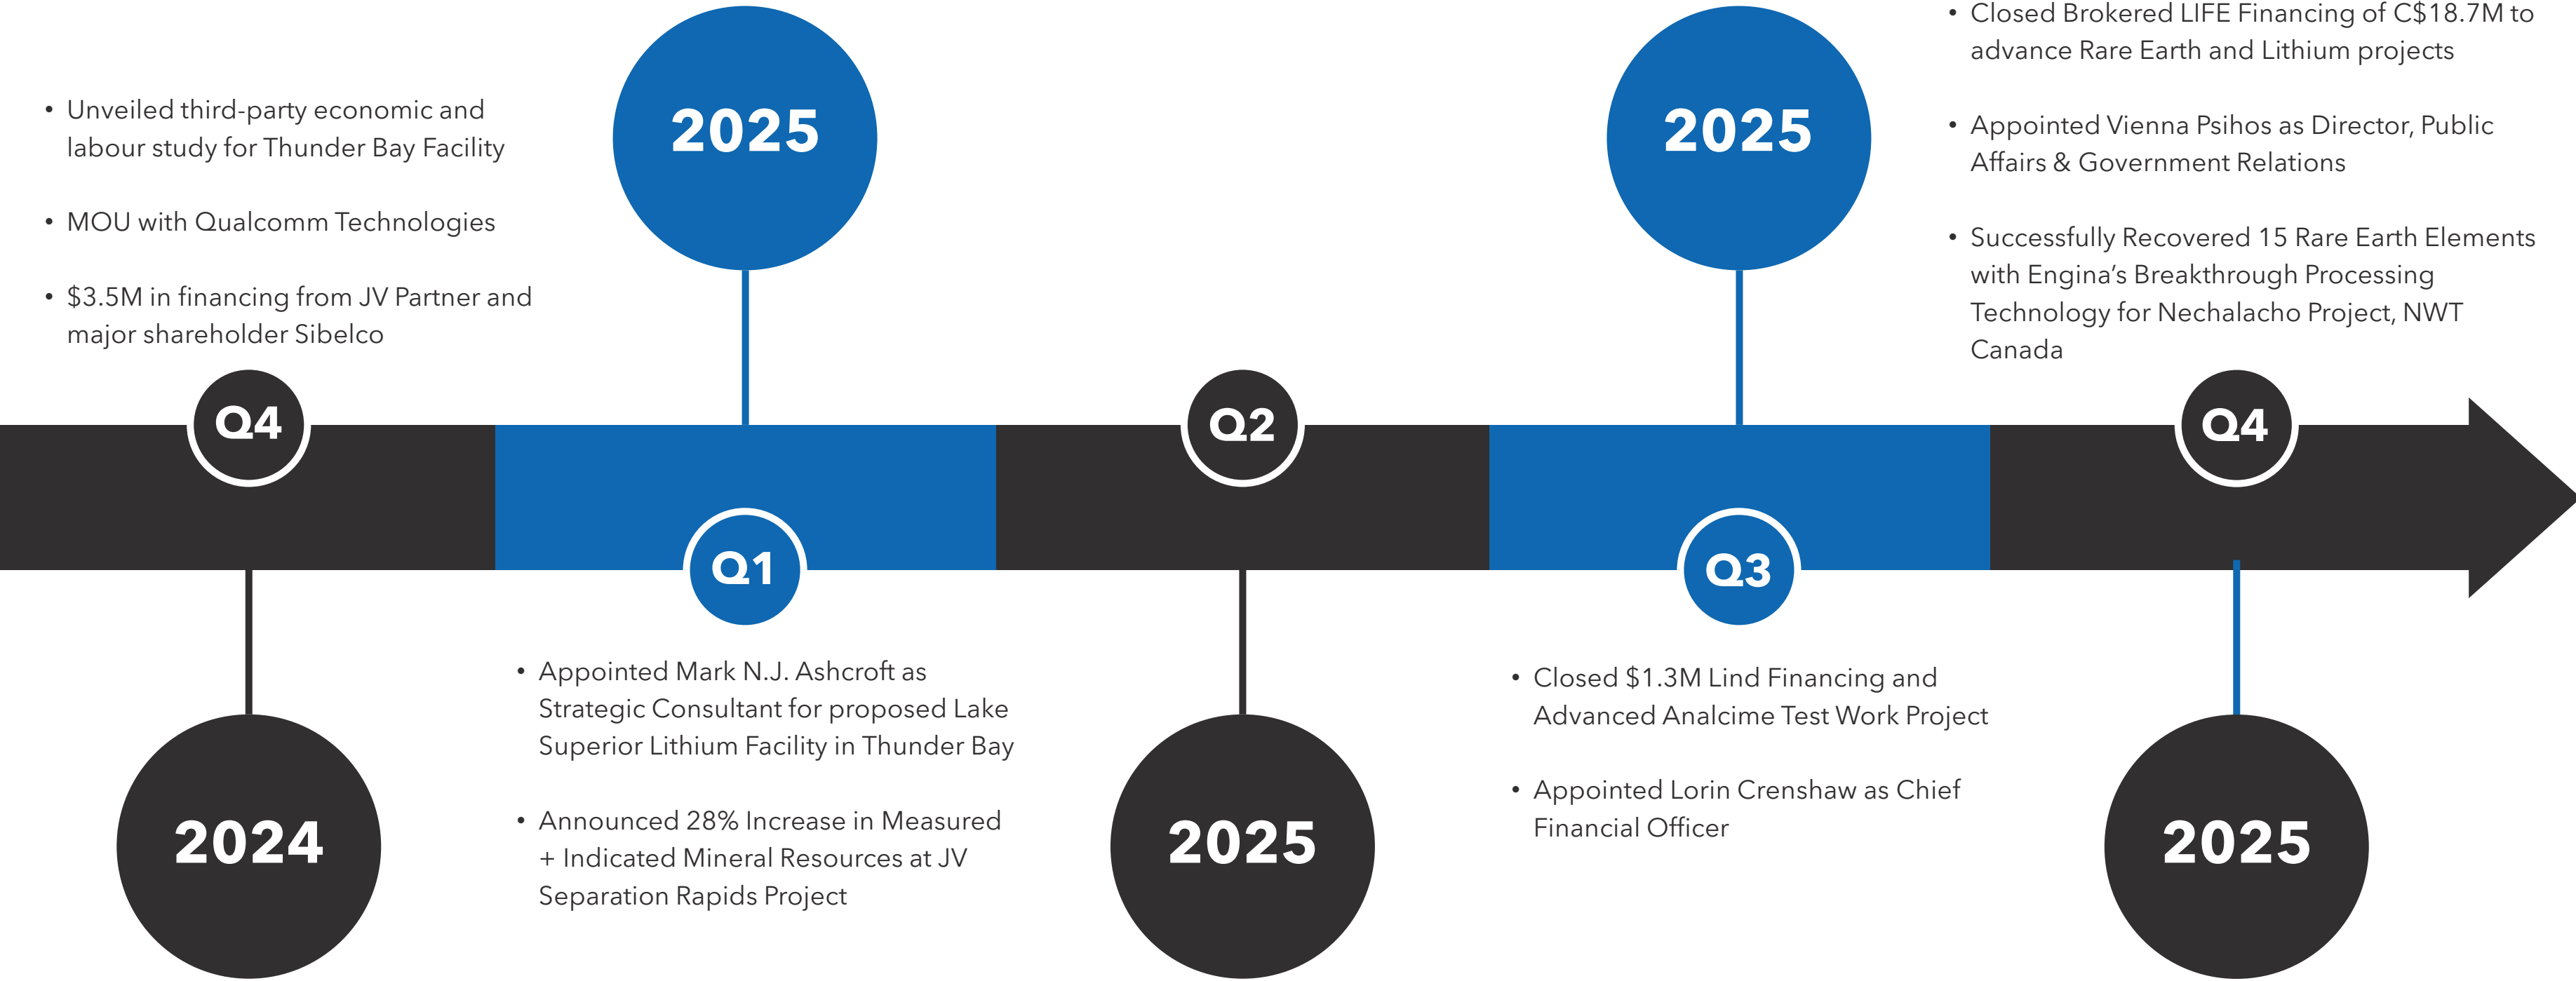 • Unveiled third-party economic and
labour study for Thunder Bay Facility
• MOU with Qualcomm Technologies
• $3.5M in financing from JV Partner and
major shareholder Sibelco
Q4
2024
2025
Q1
• Appointed Mark N.J. Ashcroft as
Strategic Consultant for proposed Lake
Superior Lithium Facility in Thunder Bay
• Announced 28% Increase in Measured
+ Indicated Mineral Resources at JV
Separation Rapids Project
Q2
2025
2025
Q3
• Closed $1.3M Lind Financing and
Advanced Analcime Test Work Project
• Appointed Lorin Crenshaw as Chief
Financial Officer
• Closed Brokered LIFE Financing of C$18.7M to
advance Rare Earth and Lithium projects
• Appointed Vienna Psihos as Director, Public
Affairs & Government Relations
• Successfully Recovered 15 Rare Earth Elements
with Engina’s Breakthrough Processing
Technology for Nechalacho Project, NWT
Canada
Q4
2025